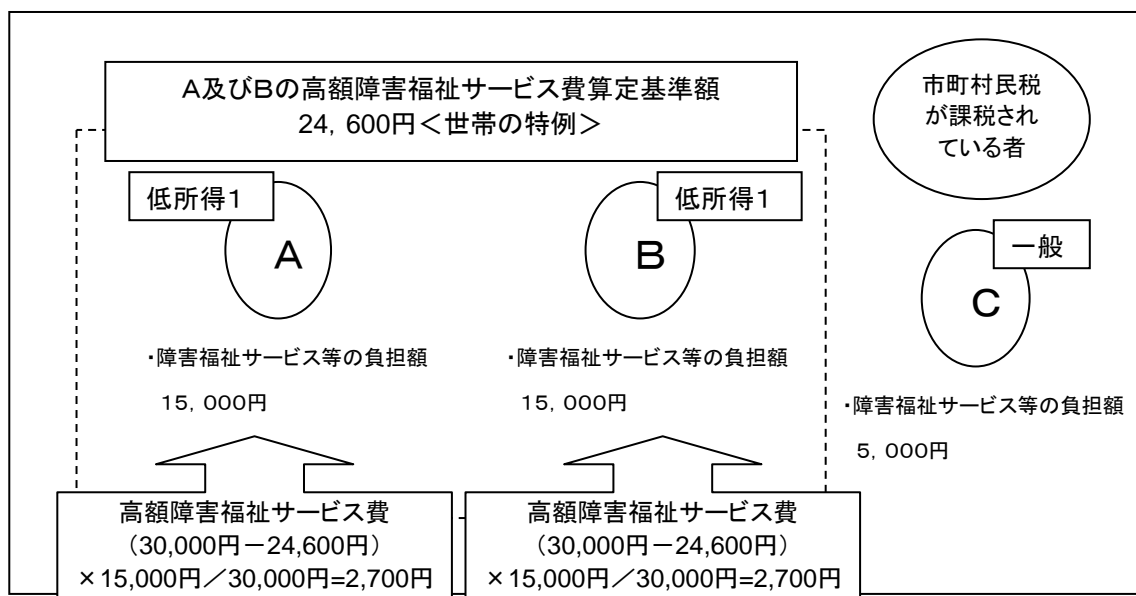 A及びBの高額障害福祉サービス費算定基準額
24,600円<世帯の特例>
市町村民税
が課税され
ている者
低所得1
A
低所得1
B
一般
C
・障害福祉サービス等の負担額
15,000円
・障害福祉サービス等の負担額
15,000円
・障害福祉サービス等の負担額
5,000円
高額障害福祉サービス費
(30,000円-24,600円)
×15,000円/30,000円=2,700円
高額障害福祉サービス費
(30,000円-24,600円)
×15,000円/30,000円=2,700円